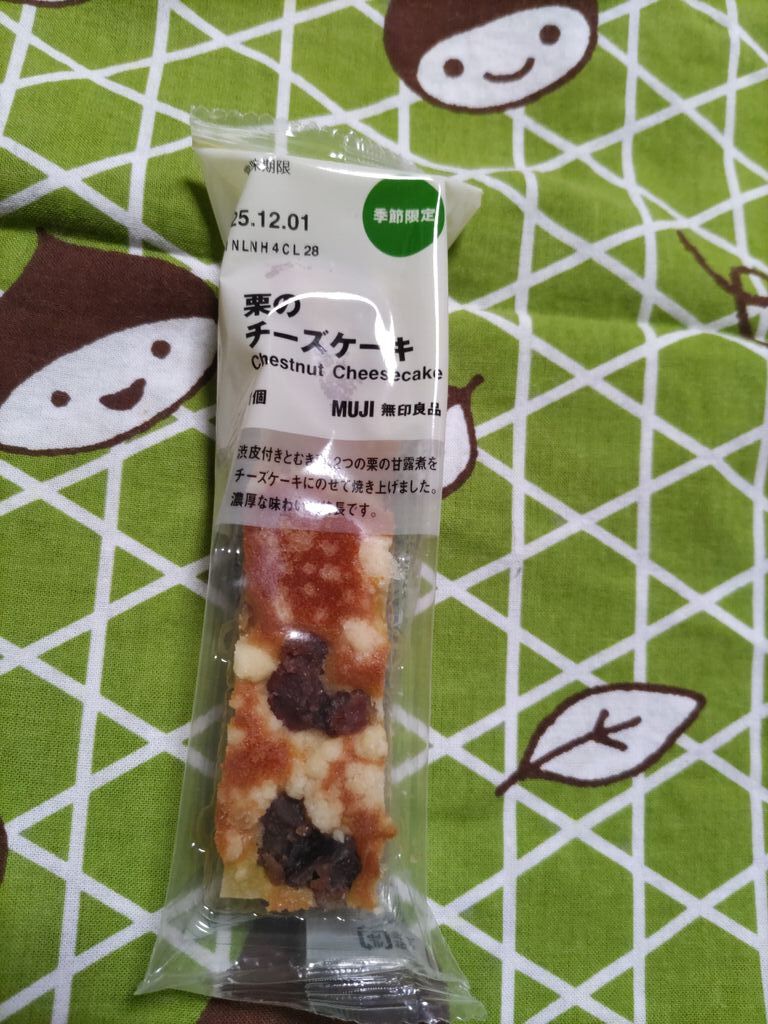 賞味期限
25.12.01
NLNH4CL28
季節限定
栗の
チーズケーキ
Chestnut Cheesecake
1個
MUJI 無印良品
渋皮付きとむき 2つの栗の甘露煮を
チーズケーキにのせて焼き上げました。
濃厚な味わい 長です。